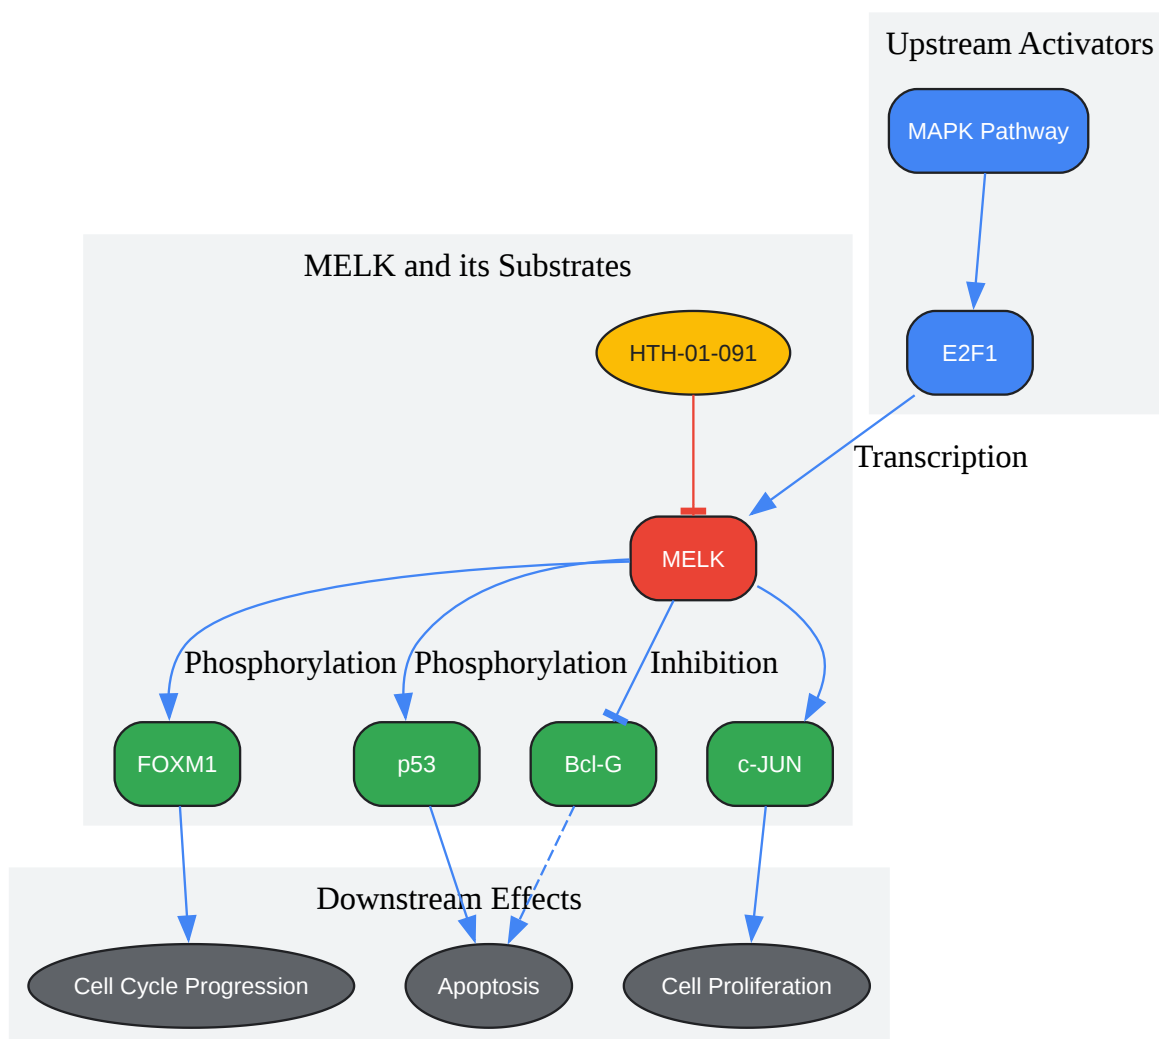 Upstream Activators
MAPK Pathway
MELK and its Substrates
HTH-01-091
E2F1
Transcription
MELK
Phosphorylation
Phosphorylation
Inhibition
FOXM1
p53
Bcl-G
c-JUN
Downstream Effects
Cell Cycle Progression
Apoptosis
Cell Proliferation